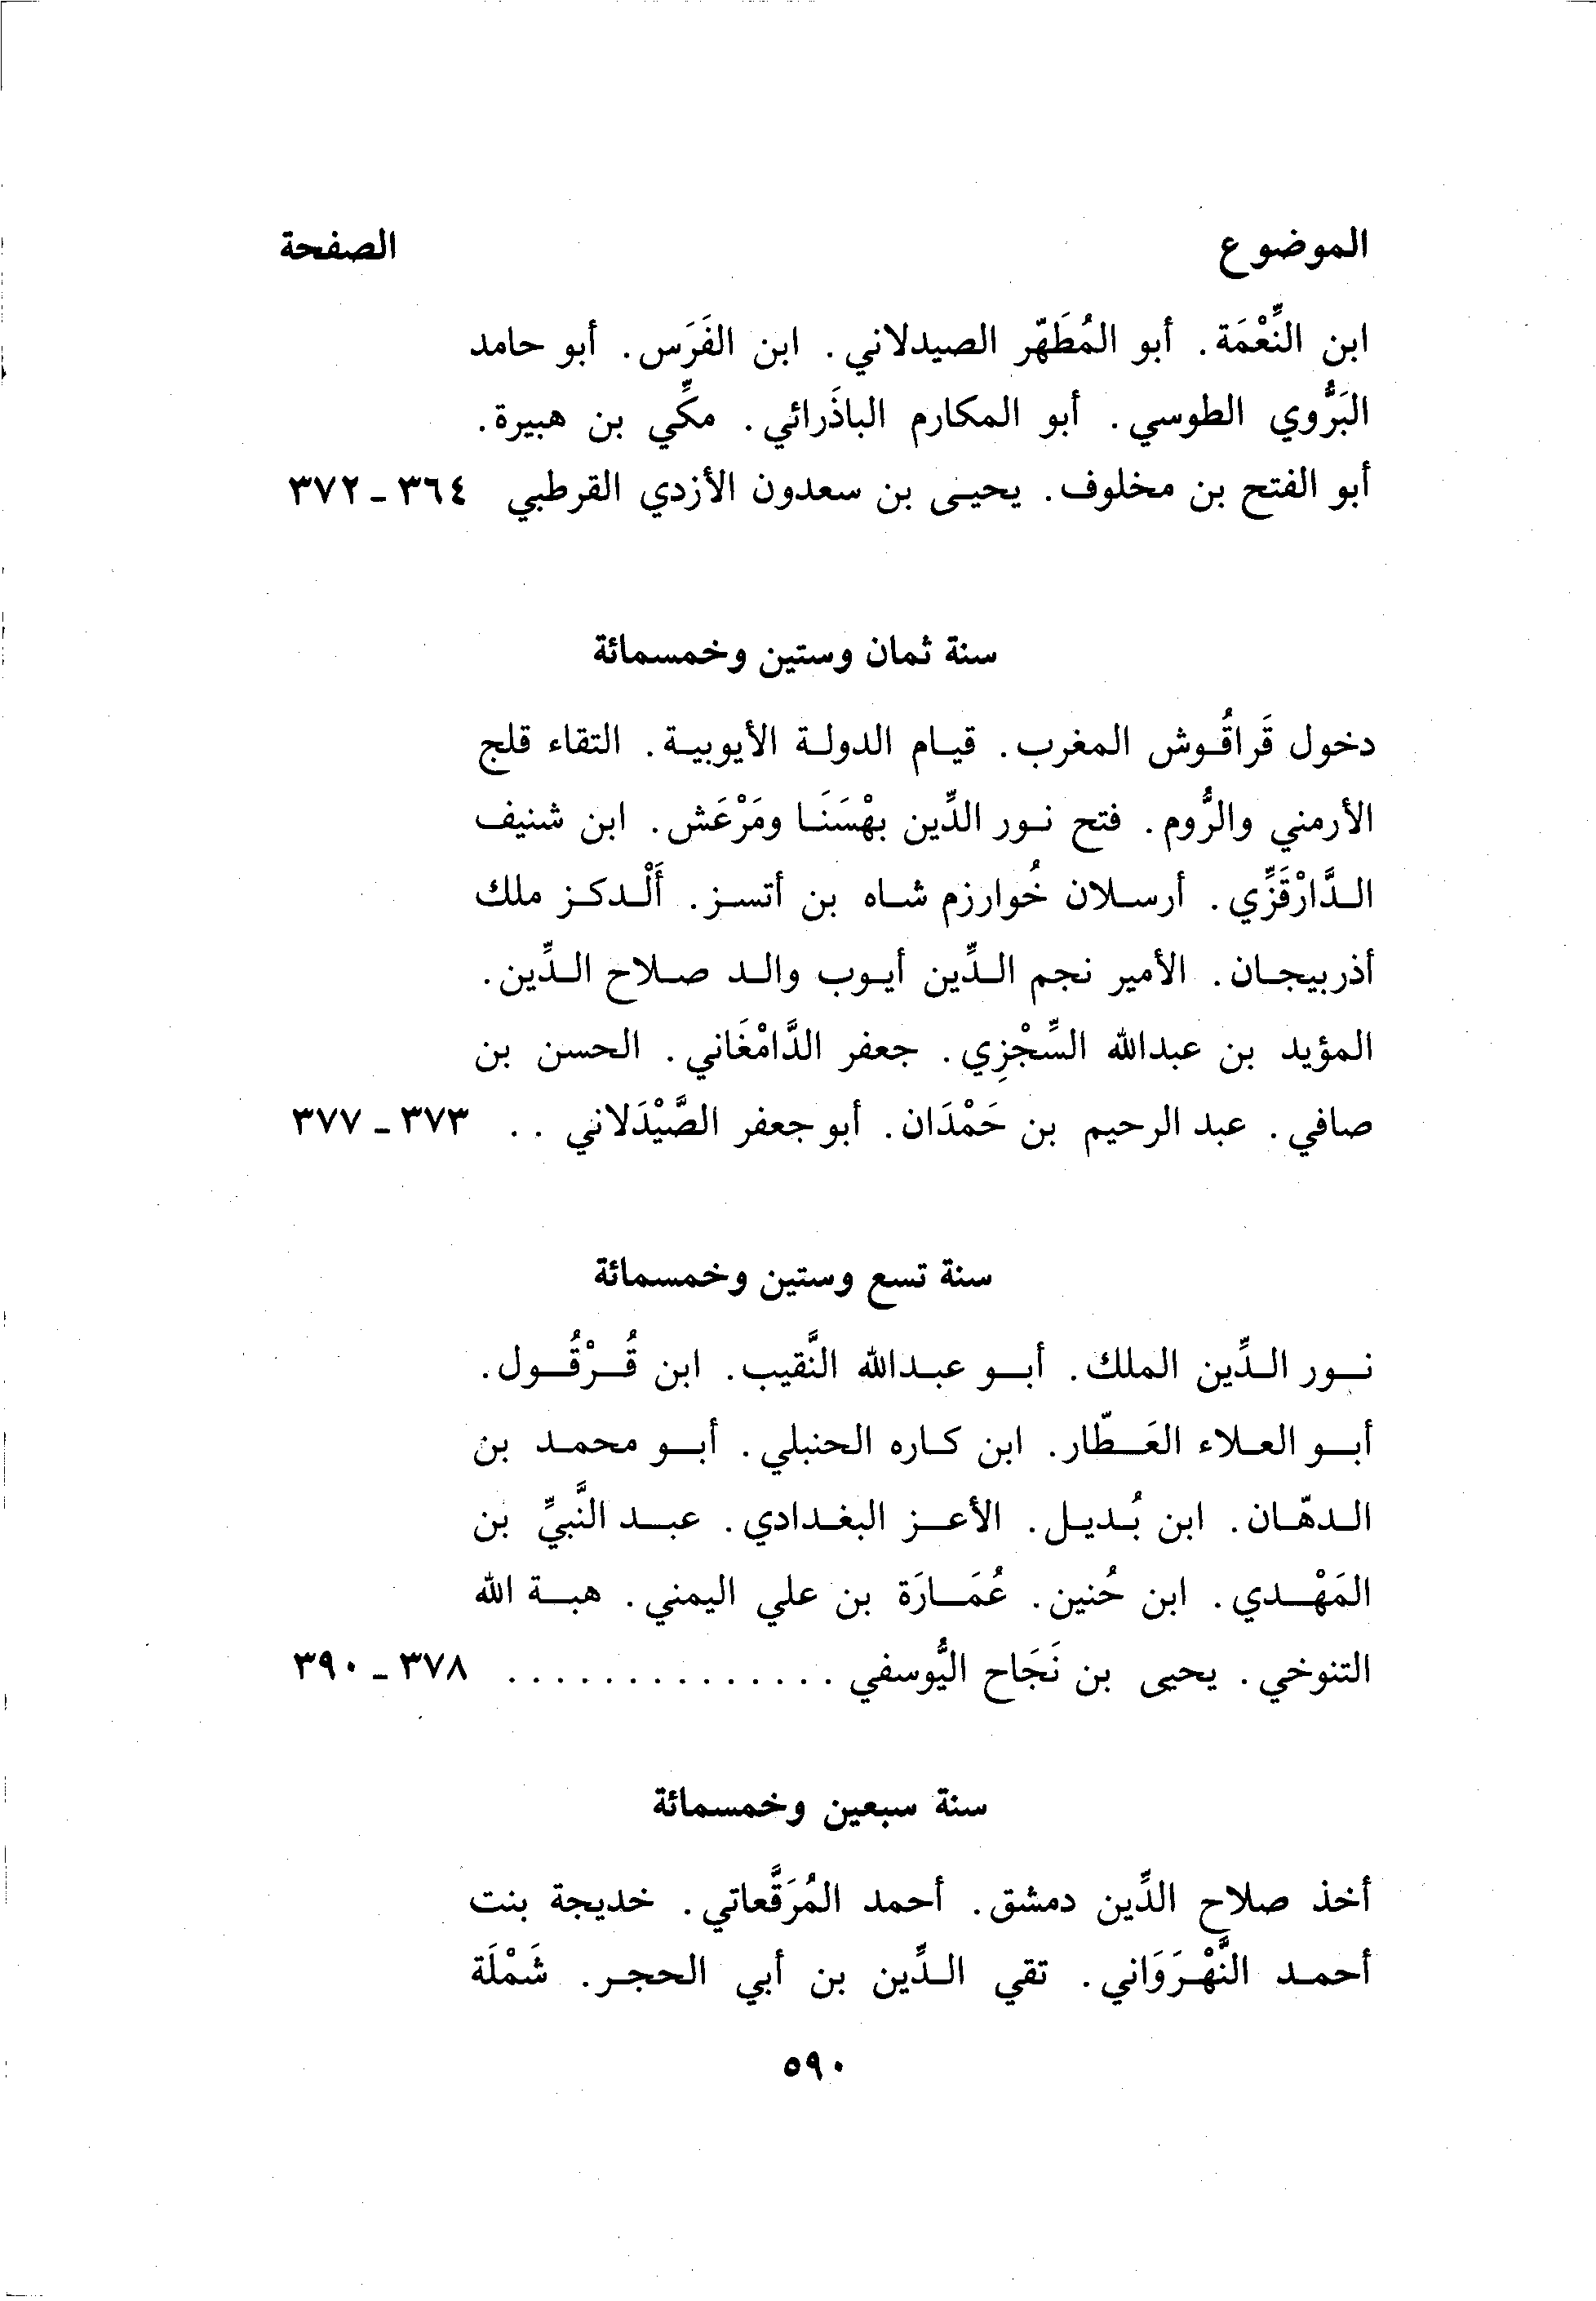 الموضوع الصفحة
ابن النِّعْمَة. أبو المُطَهّر الصيدلاني. ابن الفَرَس. أبو حامد
البَرُّوي الطوسي. أبو المكارم الباذَرائي. مكِّي بن هبيرة.
أبو الفتح بن مخلوف. يحيى بن سعدون الأزدي القرطبي ٣٦٤ - ٣٧٢
سنة ثمان وستين وخمسمائة
دخول قَراقُوش المغرب. قيام الدولة الأيوبية. التقاء قلج
الأرمني والرُّوم. فتح نور الدِّين بهْسَنَا ومَرْعَش. ابن شنيف
الدَّارْقَزِّي. أرسلان خُوارزم شاه بن أتسز. أَلْدكز ملك
أذربيجان. الأمير نجم الدِّين أيوب والد صلاح الدِّين.
المؤيد بن عبدالله السِّجْزِي. جعفر الدَّامْغَاني. الحسن بن
صافي. عبد الرحيم بن حَمْدَان. أبو جعفر الصَّيْدَلاني . . ٣٧٣ - ٣٧٧
سنة تسع وستين وخمسمائة
نور الدِّين الملك. أبو عبدالله النَّقيب. ابن قُرْقُول.
أبو العلاء العَطّار. ابن كاره الحنبلي. أبو محمد بن
الدهّان. ابن بُديل. الأعز البغدادي. عبد النَّبيِّ بن
المَهْدي. ابن حُنين. عُمَارَة بن علي اليمني. هبة الله
التنوخي. يحيى بن نَجَاح اليُّوسفي . . . . . . . . . . . . . . ٣٧٨ - ٣٩٠
سنة سبعين وخمسمائة
أخذ صلاح الدِّين دمشق. أحمد المُرَقَّعاتي. خديجة بنت
أحمد النَّهْرَوَاني. تقي الدِّين بن أبي الحجر. شَمْلَة
٥٩٠